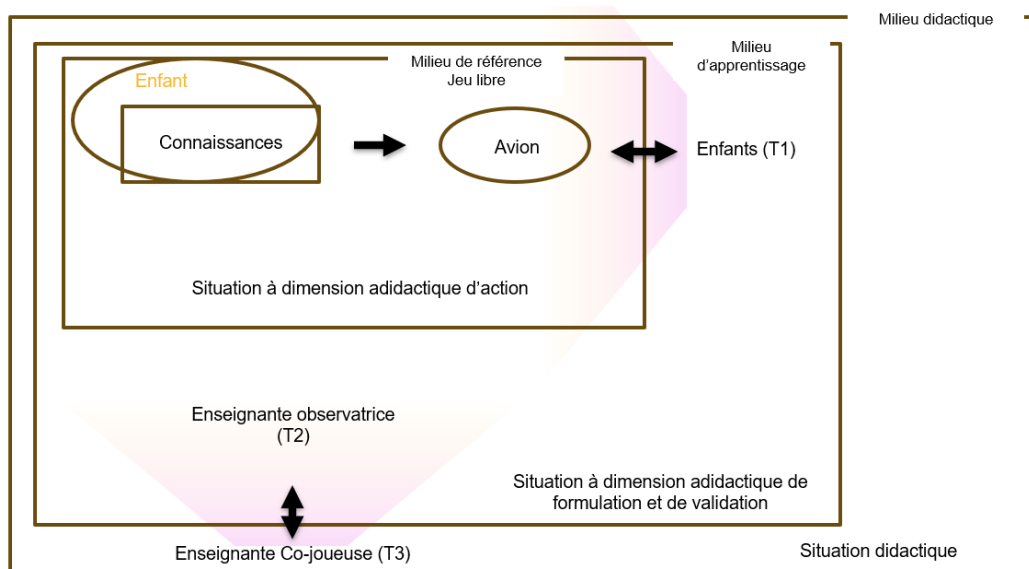 Milieu didactique
Milieu
d'apprentissage
Milieu de référence
Jeu libre
Enfant
Connaissances
Avion
Enfants (T1)
Situation à dimension adidactique d'action
Enseignante observatrice
(T2)
Situation à dimension adidactique de
formulation et de validation
Enseignante Co-joueuse (T3)
Situation didactique